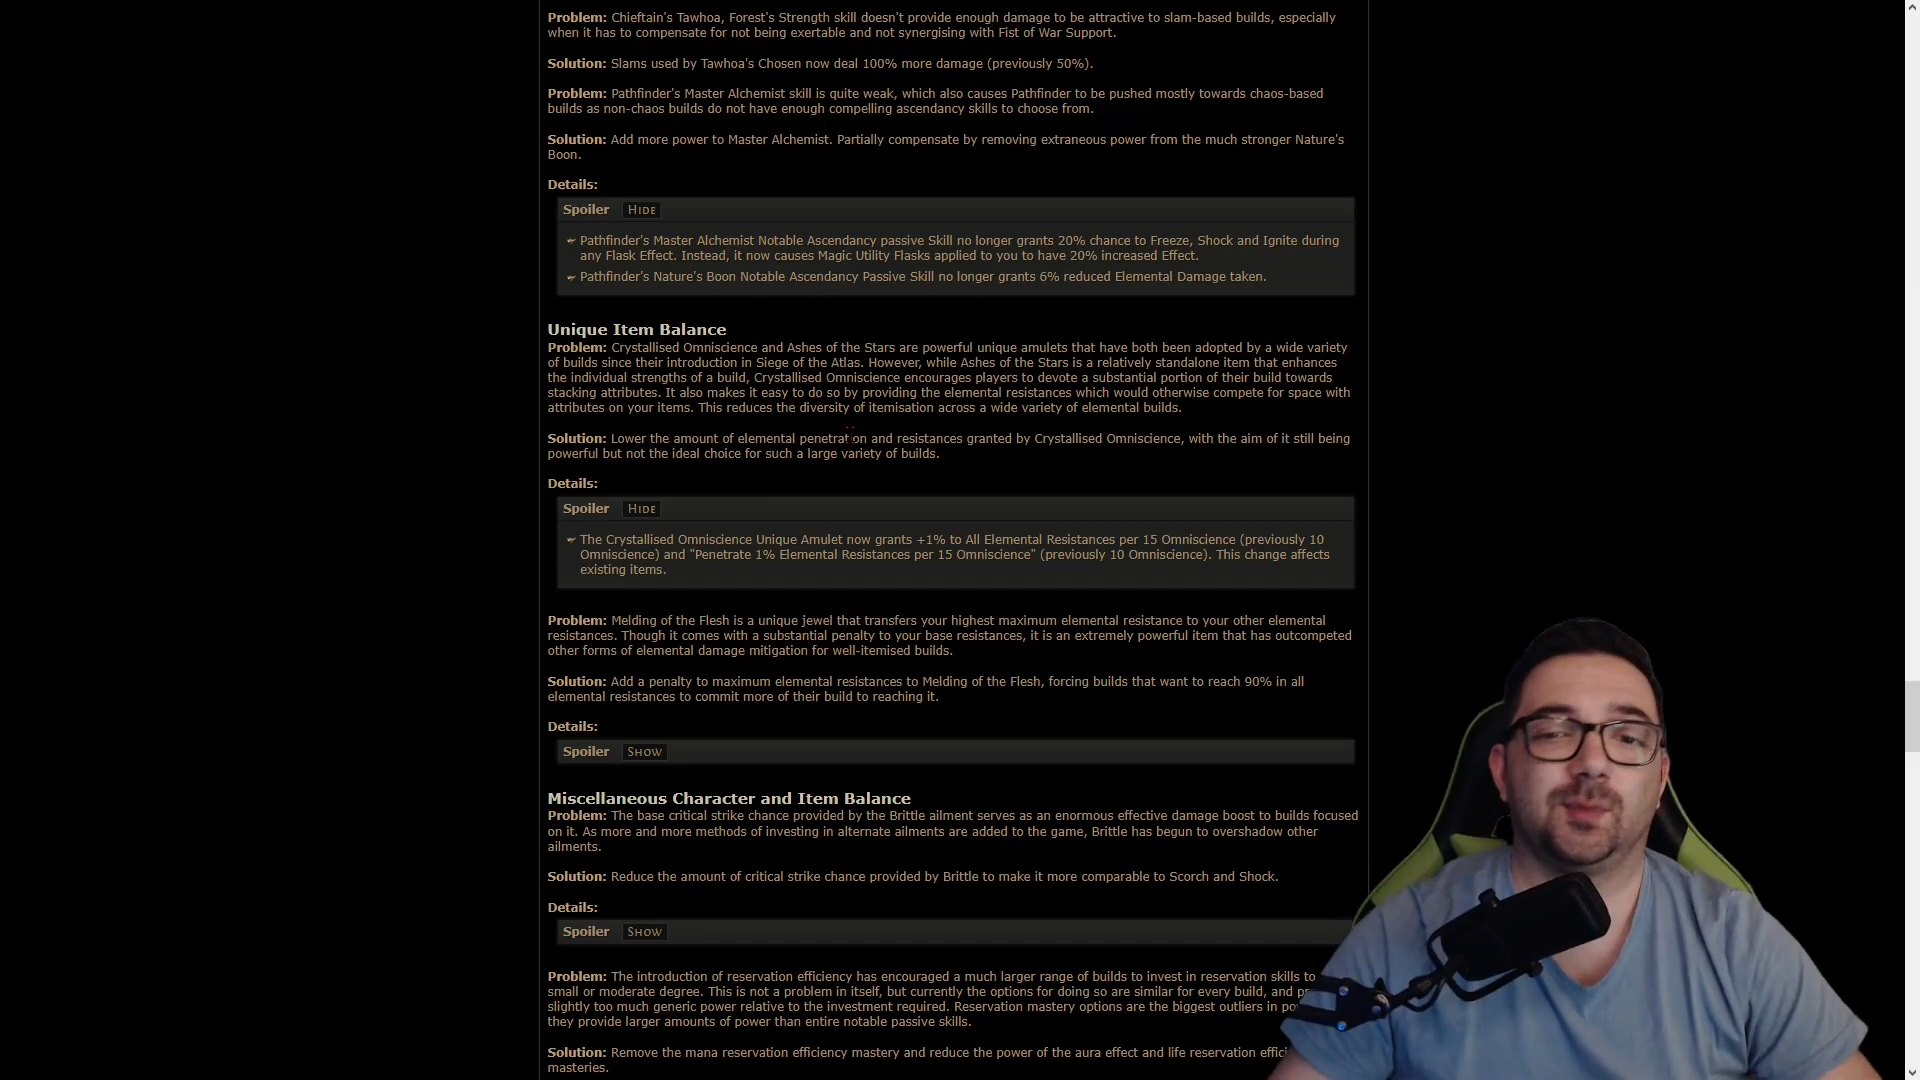 Problem: Chieftain's Tawhoa, Forest's Strength skill doesn't provide enough damage to be attractive to slam-based builds, especially
when it has to compensate for not being exertable and not synergising with Fist of War Support.
Solution: Slams used by Tawhoa's Chosen now deal 100% more damage (previously 50%).
Problem: Pathfinder's Master Alchemist skill is quite weak, which also causes Pathfinder to be pushed mostly towards chaos-based
builds as non-chaos builds do not have enough compelling ascendancy skills to choose from.
Solution: Add more power to Master Alchemist. Partially compensate by removing extraneous power from the much stronger Nature's
Boon.
Details:
Spoiler HIDE
Pathfinder's Master Alchemist Notable Ascendancy passive Skill no longer grants 20% chance to Freeze, Shock and Ignite during
any Flask Effect. Instead, it now causes Magic Utility Flasks applied to you to have 20% increased Effect.
Pathfinder's Nature's Boon Notable Ascendancy Passive Skill no longer grants 6% reduced Elemental Damage taken.
Unique Item Balance
Problem: Crystallised Omniscience and Ashes of the Stars are powerful unique amulets that have both been adopted by a wide variety
of builds since their introduction in Siege of the Atlas. However, while Ashes of the Stars is a relatively standalone item that enhances
the individual strengths of a build, Crystallised Omniscience encourages players to devote a substantial portion of their build towards
stacking attributes. It also makes it easy to do so by providing the elemental resistances which would otherwise compete for space with
attributes on your items. This reduces the diversity of itemisation across a wide variety of elemental builds.
Solution: Lower the amount of elemental penetration and resistances granted by Crystallised Omniscience, with the aim of it still being
powerful but not the ideal choice for such a large variety of builds.
Details:
Spoiler HIDE
The Crystallised Omniscience Unique Amulet now grants +1% to All Elemental Resistances per 15 Omniscience (previously 10
Omniscience) and "Penetrate 1% Elemental Resistances per 15 Omniscience" (previously 10 Omniscience). This change affects
existing items.
Problem: Melding of the Flesh is a unique jewel that transfers your highest maximum elemental resistance to your other elemental
resistances. Though it comes with a substantial penalty to your base resistances, it is an extremely powerful item that has outcompeted
other forms of elemental damage mitigation for well-itemised builds.
Solution: Add a penalty to maximum elemental resistances to Melding of the Flesh, forcing builds that want to reach 90% in all
elemental resistances to commit more of their build to reaching it.
Details:
Spoiler SHOW
Miscellaneous Character and Item Balance
Problem: The base critical strike chance provided by the Brittle ailment serves as an enormous effective damage boost to builds focused
on it. As more and more methods of investing in alternate ailments are added to the game, Brittle has begun to overshadow other
ailments.
Solution: Reduce the amount of critical strike chance provided by Brittle to make it more comparable to Scorch and Shock.
Details:
Spoiler SHOW
Problem: The introduction of reservation efficiency has encouraged a much larger range of builds to invest in reservation skills to
small or moderate degree. This is not a problem in itself, but currently the options for doing so are similar for every build, and
slightly too much generic power relative to the investment required. Reservation mastery options are the biggest outliers in
they provide larger amounts of power than entire notable passive skills.
Solution: Remove the mana reservation efficiency mastery and reduce the power of the aura effect and life reservation
masteries.